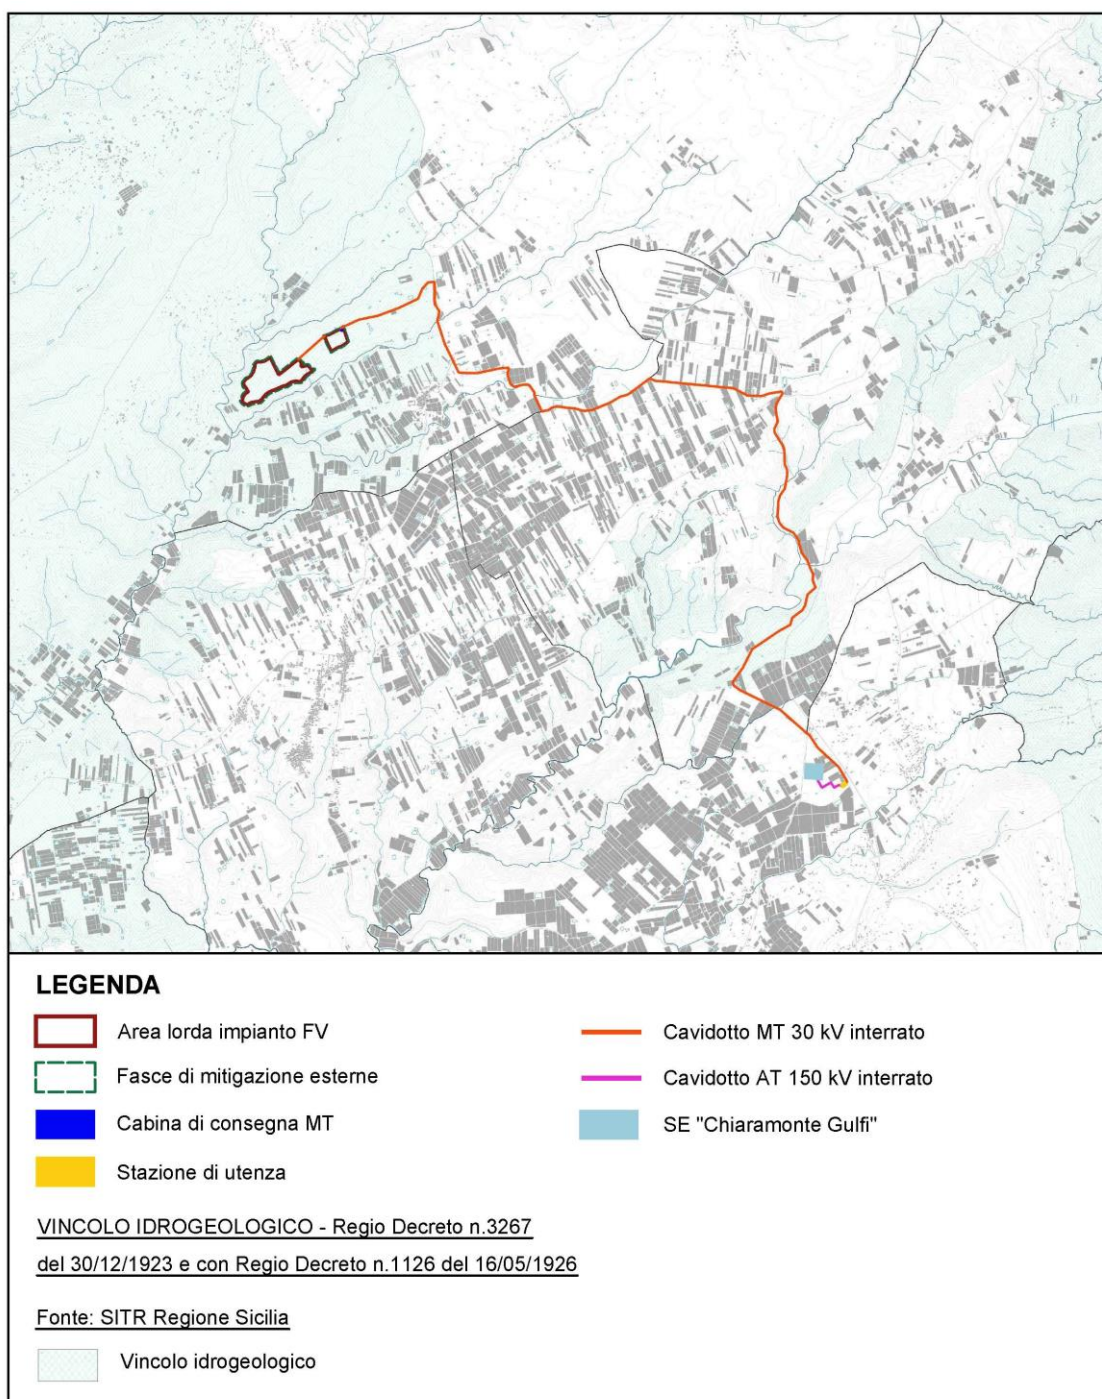 LEGENDA
Area lorda impianto FV
Fasce di mitigazione esterne
Cabina di consegna MT
Stazione di utenza
Cavidotto MT 30 kV interrato
Cavidotto AT 150 kV interrato
SE "Chiaramonte Gulfi"
VINCOLO IDROGEOLOGICO - Regio Decreto n.3267
del 30/12/1923 e con Regio Decreto n.1126 del 16/05/1926
Fonte: SITR Regione Sicilia
Vincolo idrogeologico